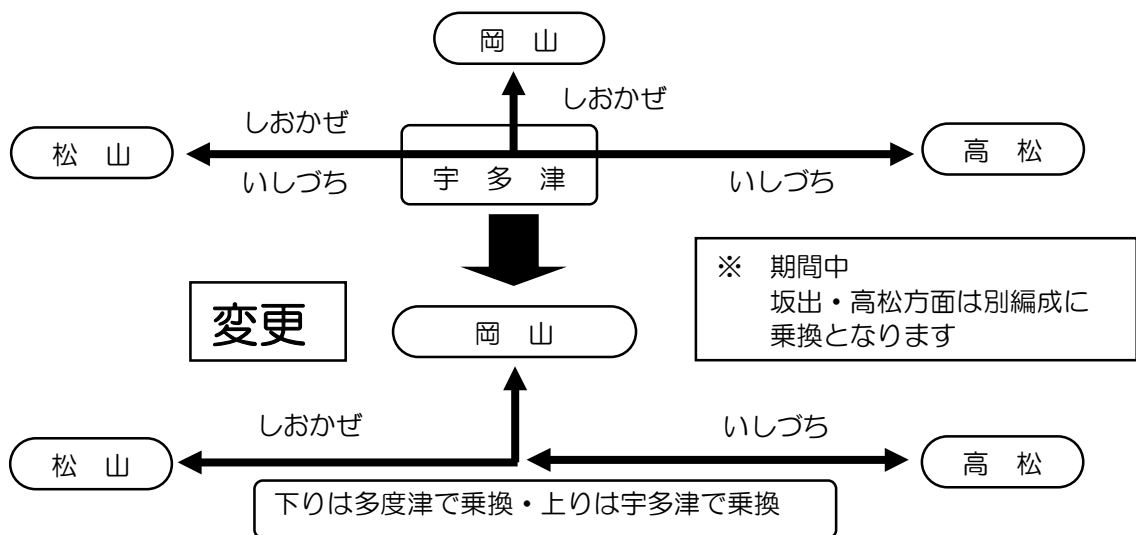 岡 山
しおかぜ
しおかぜ
松 山
高 松
いしづち
宇 多 津
いしづち
※ 期間中
坂出・高松方面は別編成に
乗換となります
変更
岡 山
しおかぜ
いしづち
松 山
高 松
下りは多度津で乗換・上りは宇多津で乗換